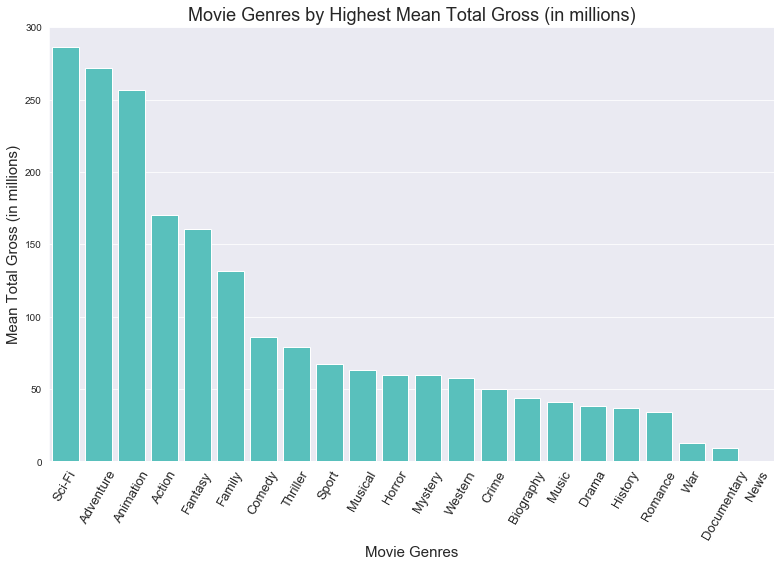 Movie Genres by Highest Mean Total Gross (in millions)
Mean Total Gross (in millions)
300
250
200
150
100
50
0
Sci-Fi
Adventure
Animation
Action
Fantasy
Family
Comedy
Thriller
Sport
Musical
Horror
Mystery
Western
Crime
Biography
Music
Drama
History
Romance
War
Documentary
News
Movie Genres